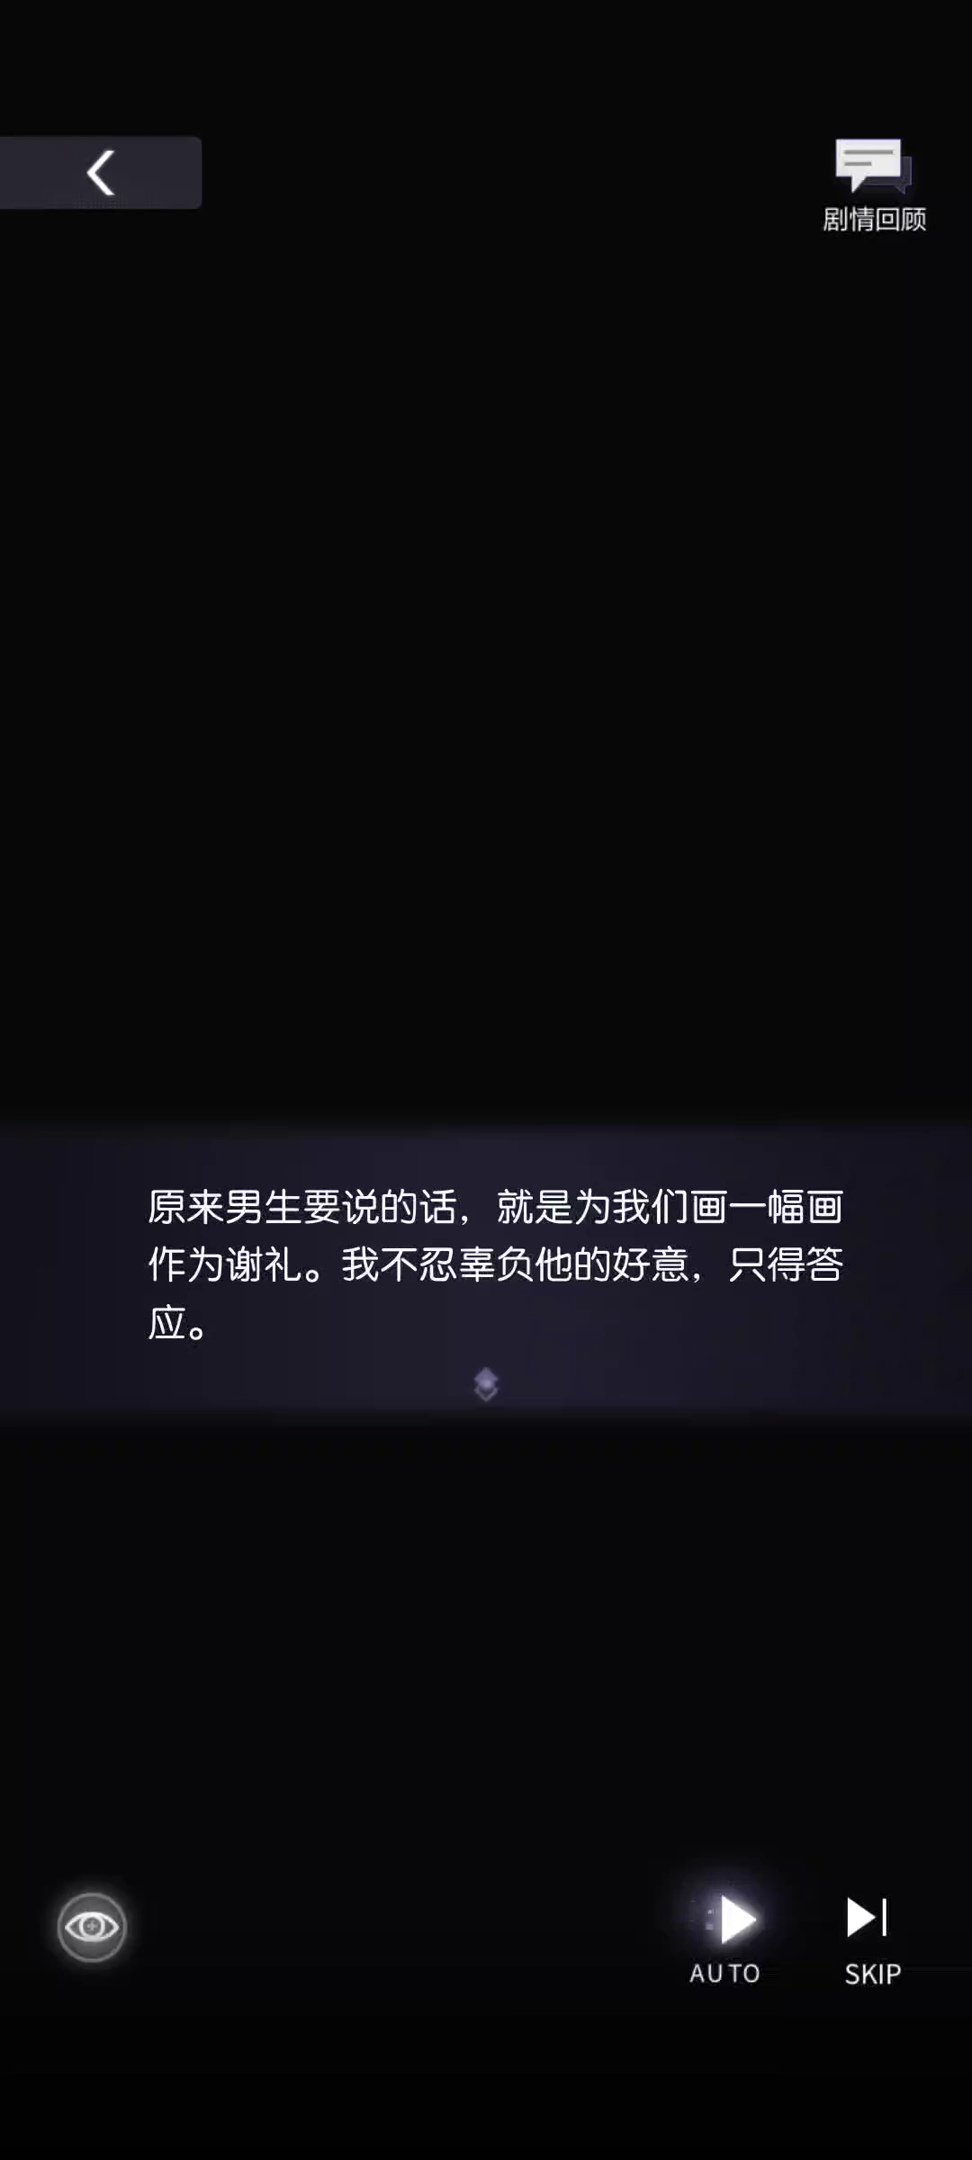 剧情回顾
原来男生要说的话，就是为我们画一幅画
作为谢礼。我不忍辜负他的好意，只得答
应。
AUTO
SKIP